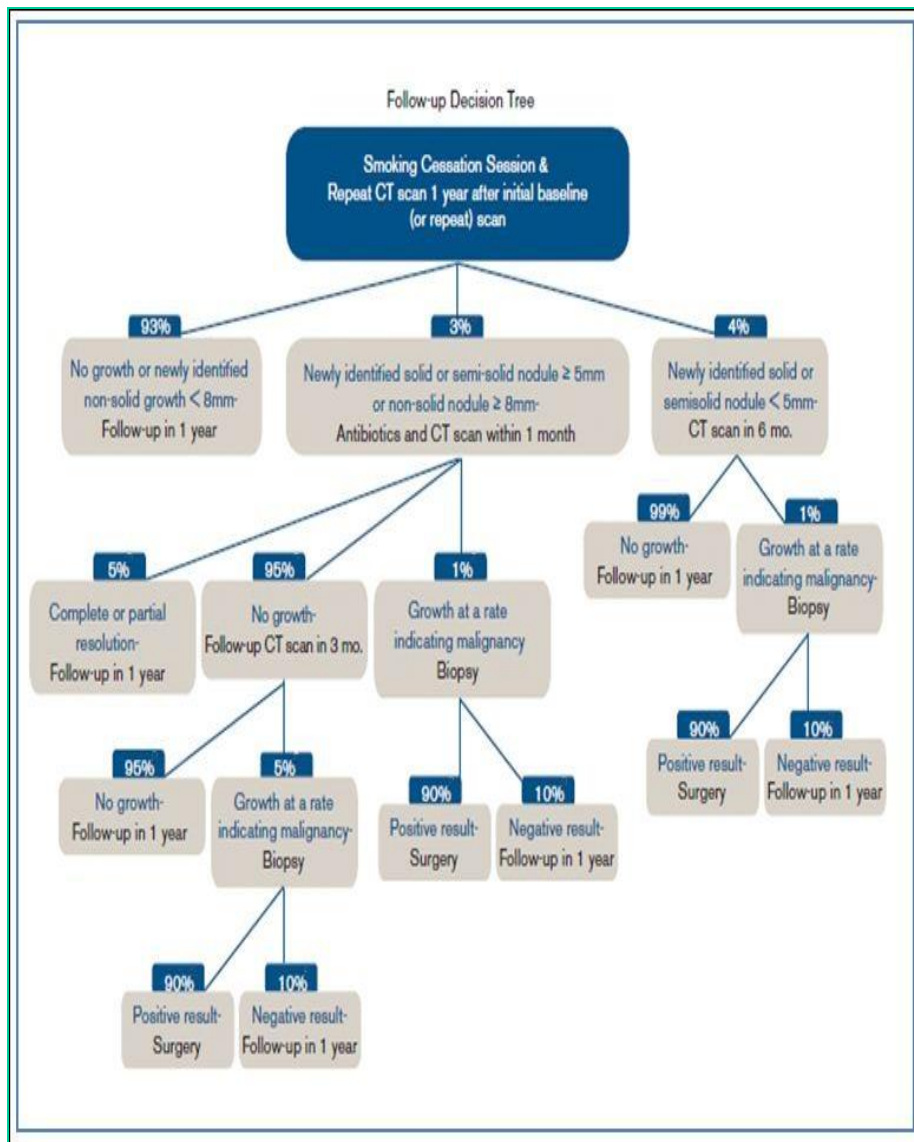 Follow-up Decision Tree
Smoking Cessation Session &
Repeat CT scan 1 year after initial baseline
(or repeat) scan
93%
No growth or newly identified
non-solid growth < 8mm-
Follow-up in 1 year
3%
Newly identified solid or semi-solid nodule ≥ 5mm
or non-solid nodule ≥ 8mm-
Antibiotics and CT scan within 1 month
4%
Newly identified solid or
semisolid nodule < 5mm-
CT scan in 6 mo.
5%
Complete or partial
resolution-
Follow-up in 1 year
95%
No growth-
Follow-up CT scan in 3 mo.
1%
Growth at a rate
indicating malignancy
Biopsy
99%
No growth-
Follow-up in 1 year
1%
Growth at a rate
indicating malignancy-
Biopsy
95%
No growth-
Follow-up in 1 year
5%
Growth at a rate
indicating malignancy-
Biopsy
90%
Positive result-
Surgery
10%
Negative result-
Follow-up in 1 year
90%
Positive result-
Surgery
10%
Negative result-
Follow-up in 1 year
90%
Positive result-
Surgery
10%
Negative result-
Follow-up in 1 year